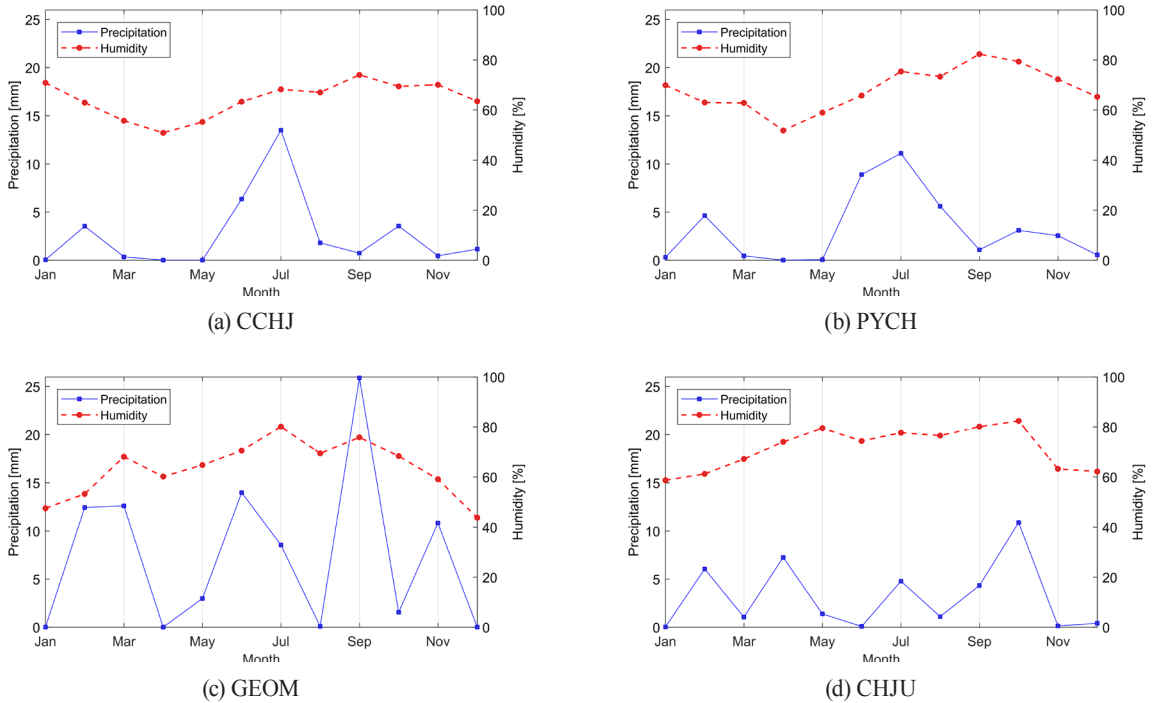 25
20
15
10
5
0
Precipitation [mm]
Precipitation
Humidity
100
80
60
40
20
0
Humidity [%]
Jan Mar May Jul Sep Nov
Month
(a) CCHJ
25
20
15
10
5
0
Precipitation [mm]
Precipitation
Humidity
100
80
60
40
20
0
Humidity [%]
Jan Mar May Jul Sep Nov
Month
(b) PYCH
25
20
15
10
5
0
Precipitation [mm]
Precipitation
Humidity
100
80
60
40
20
0
Humidity [%]
Jan Mar May Jul Sep Nov
Month
(c) GEOM
25
20
15
10
5
0
Precipitation [mm]
Precipitation
Humidity
100
80
60
40
20
0
Humidity [%]
Jan Mar May Jul Sep Nov
Month
(d) CHJU